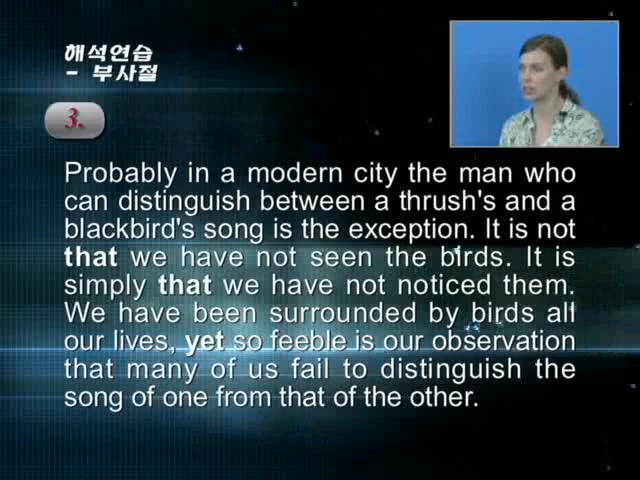 해석연습
- 부사절
3.
Probably in a modern city the man who
can distinguish between a thrush's and a
blackbird's song is the exception. It is not
that we have not seen the birds. It is
simply that we have not noticed them.
We have been surrounded by birds all
our lives, yet so feeble is our observation
that many of us fail to distinguish the
song of one from that of the other.